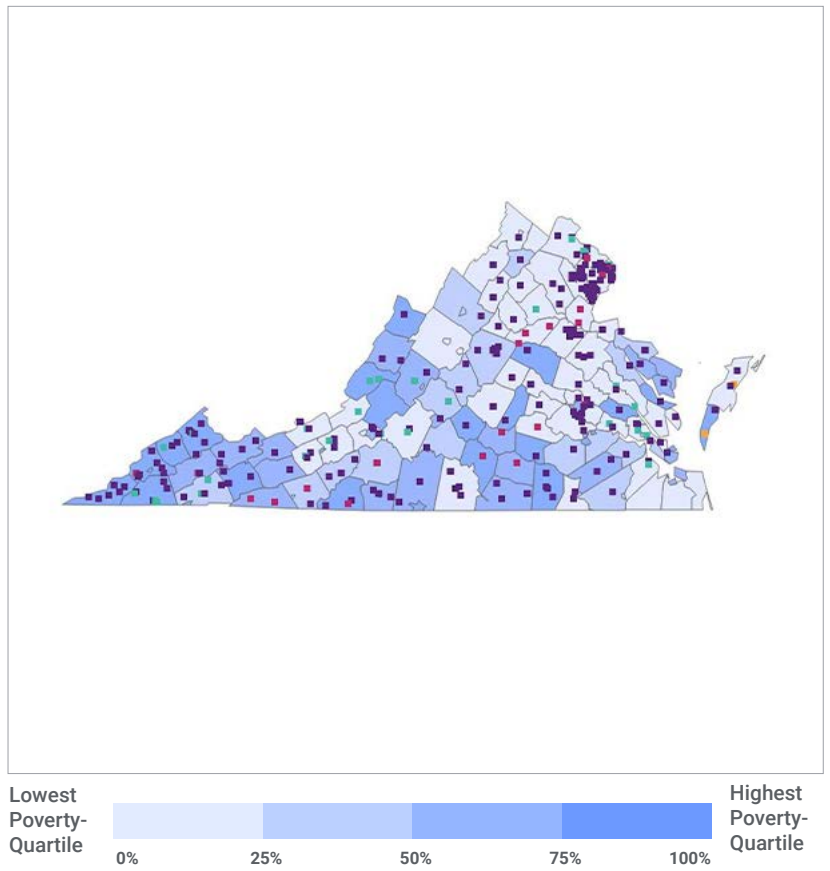 Lowest
Poverty-
Quartile
0%
25%
50%
75%
100%
Highest
Poverty-
Quartile